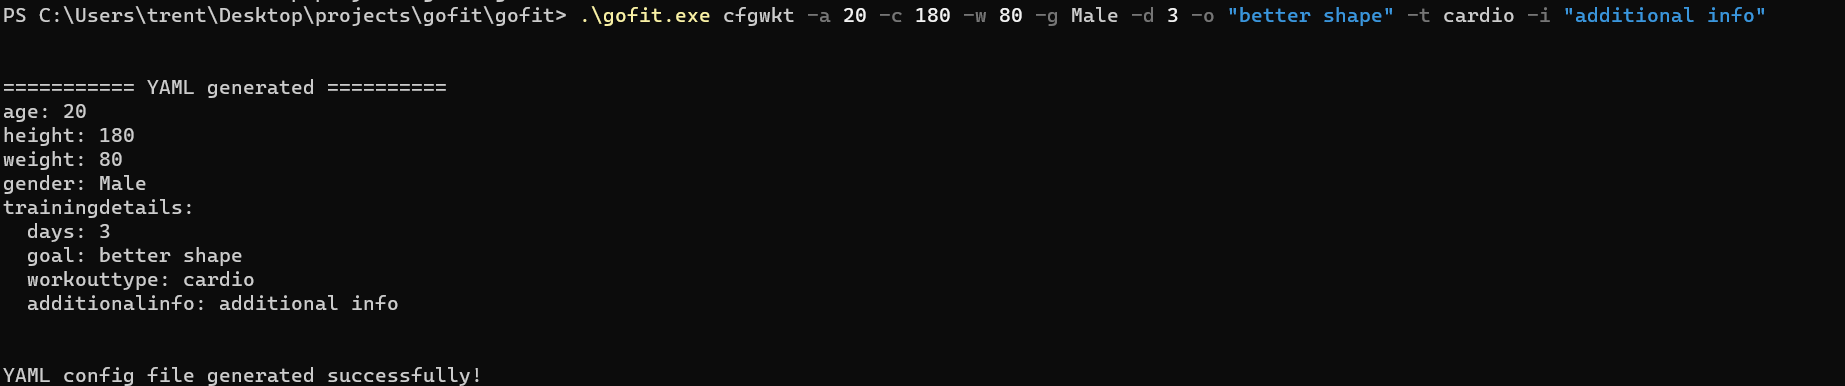 PS C:\Users\trent\Desktop\projects\gofit\gofit> .\gofit.exe cfgwkt -a 20 -c 180 -w 80 -g Male -d 3 -o "better shape" -t cardio -i "additional info"
=========== YAML generated ==========
age: 20
height: 180
weight: 80
gender: Male
trainingdetails:
  days: 3
  goal: better shape
  workouttype: cardio
  additionalinfo: additional info
YAML config file generated successfully!